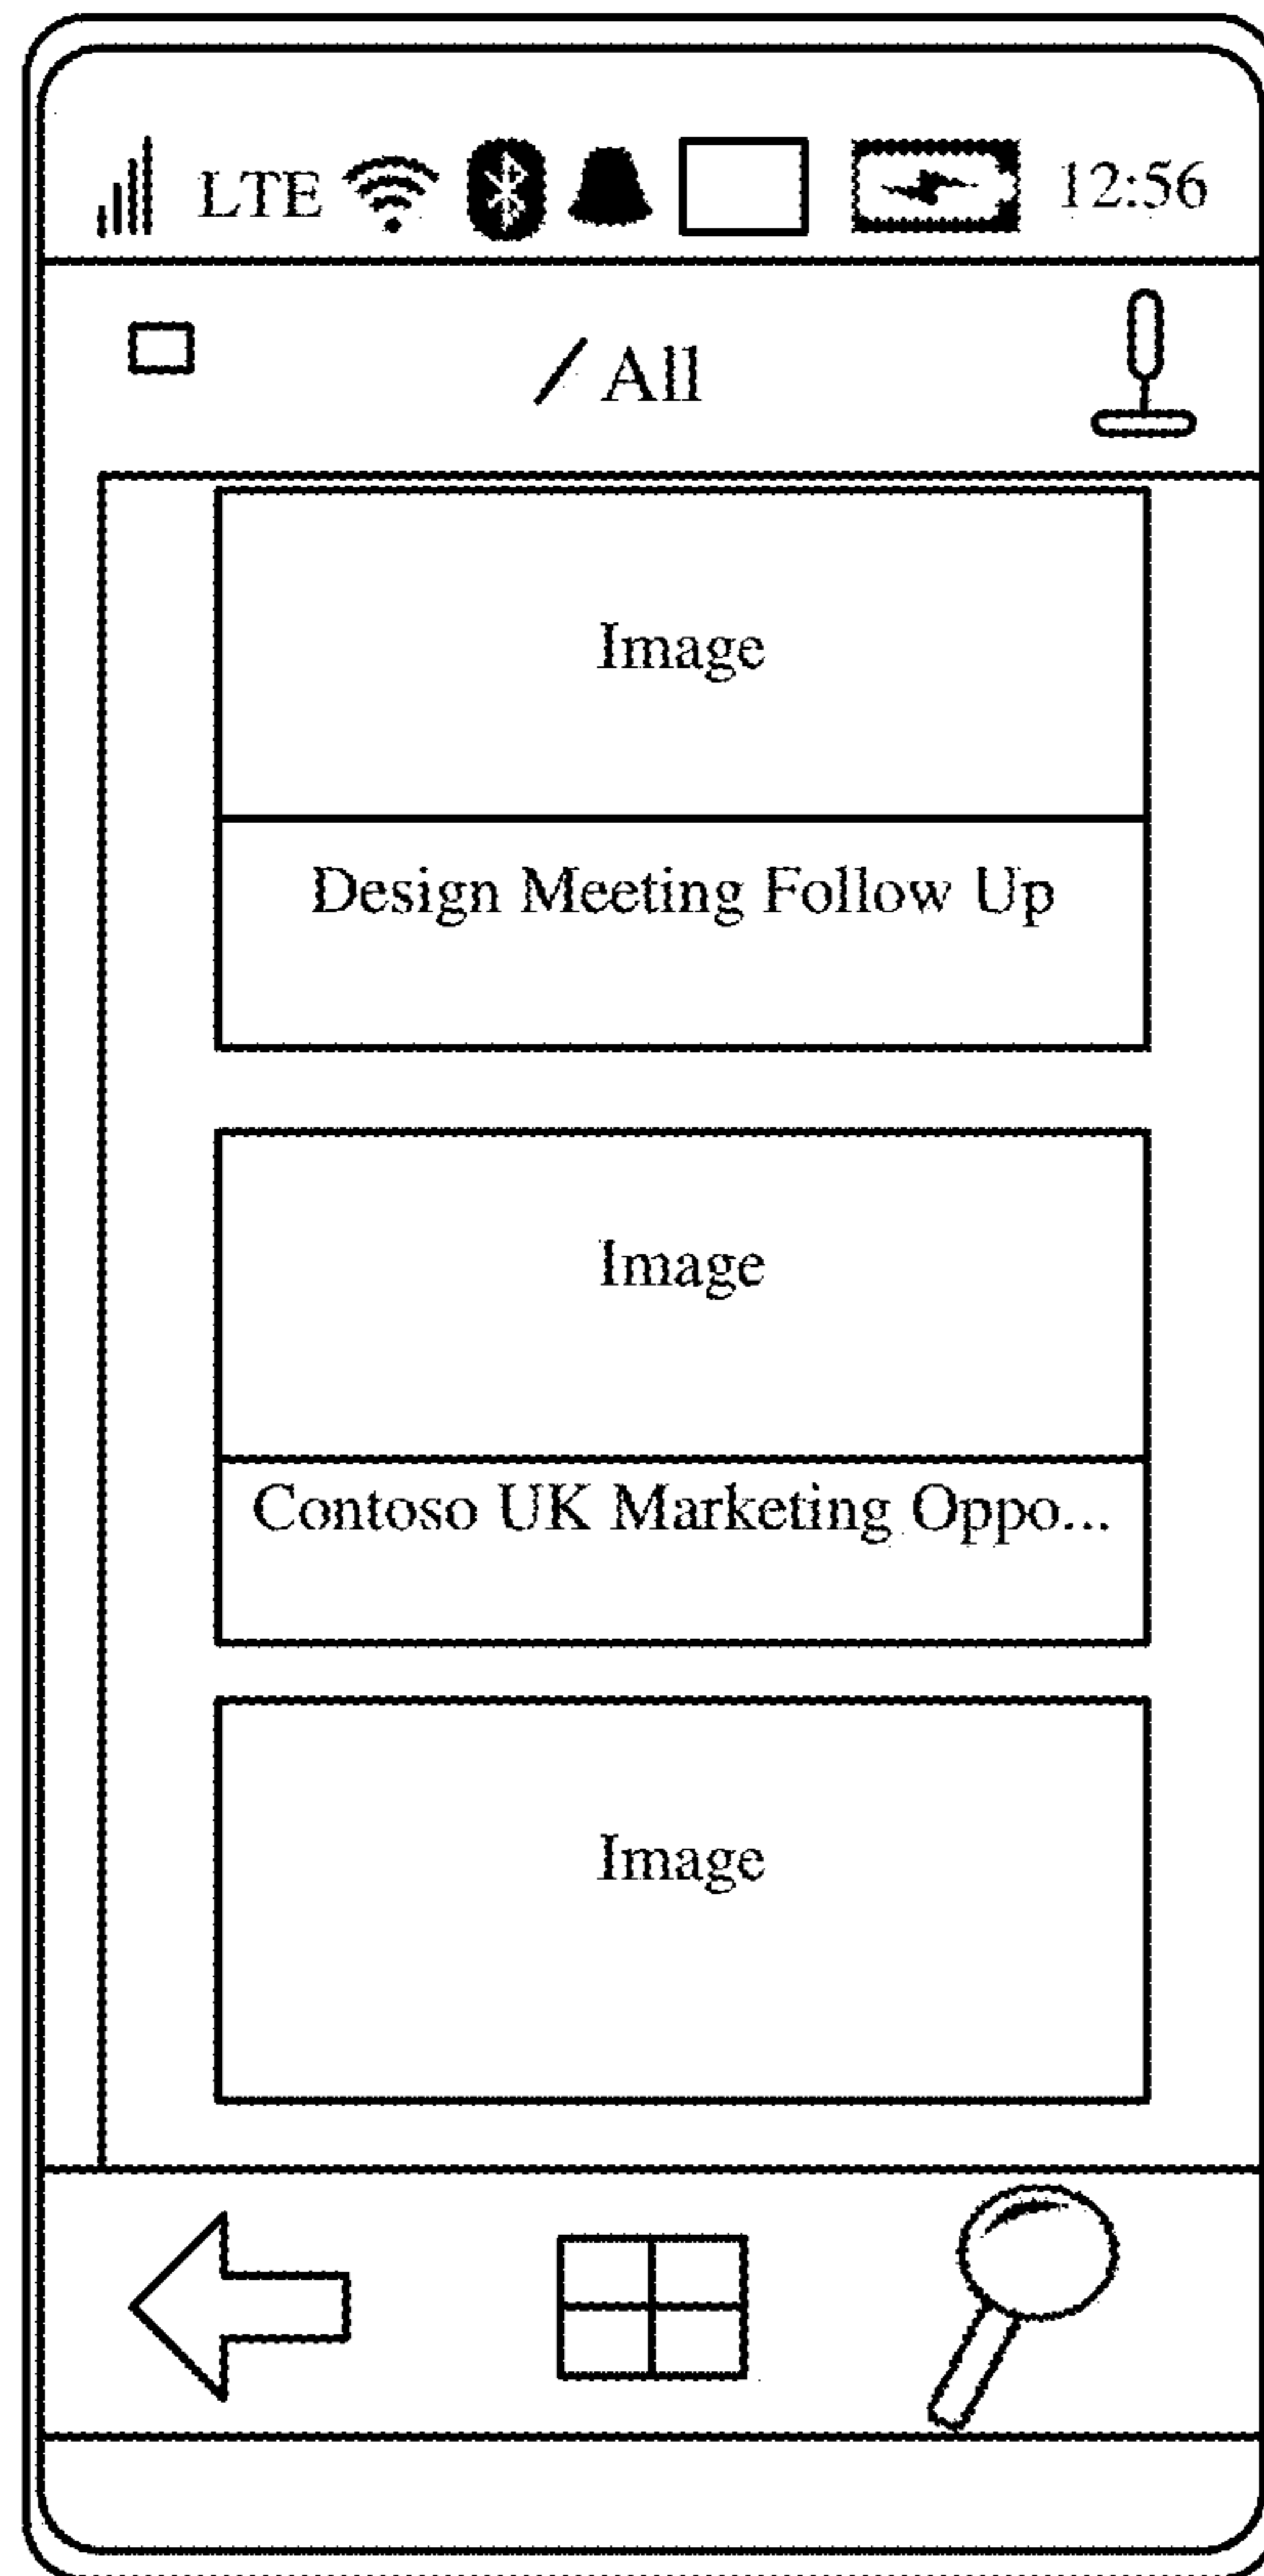 LTE 12:56
/ All
Image
Design Meeting Follow Up
Image
Contoso UK Marketing Oppo...
Image